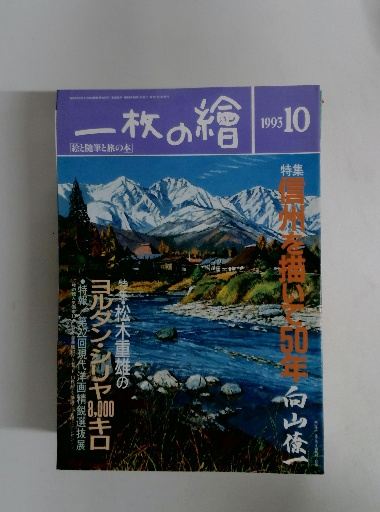 一枚の繪
1993 10
「絵と随筆と旅の本」
特集
信州を描いて50年
向山僚一
特集・松木重雄の
ヨルダン・シリヤ8,000キロ
・特報/第22回現代洋画精鋭選抜展